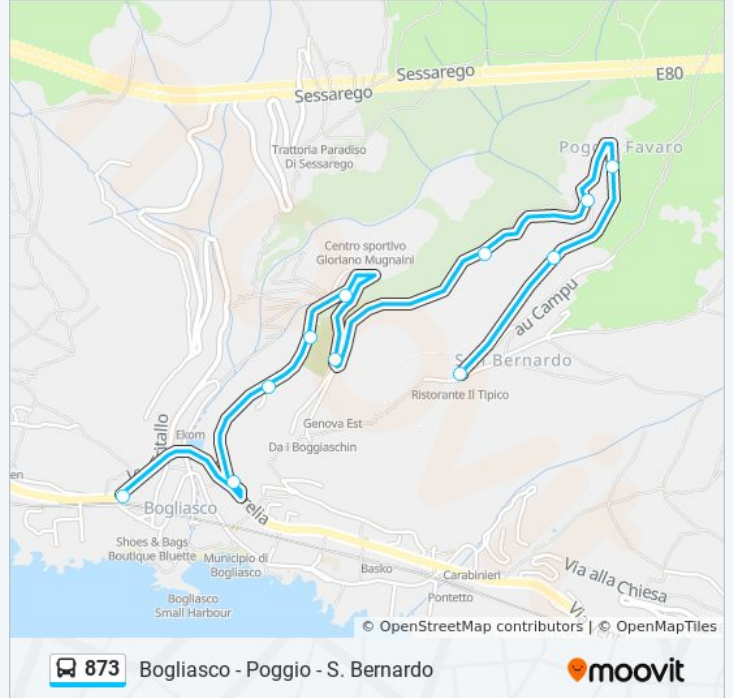 Sessarego
E80
Sessarego
Trattoria Paradiso
Di Sessarego
Favaro
Centro sportivo
Gloriano Mugnaini
au Campu
Bernardo
Ristorante Il Tipico
Genova Est
Ekom
Da i Boggiaschin
Bogliasco
Shoes & Bags
Boutique Bluette
Municipio di
Bogliasco
Basko
Carabinieri
Via alla Chiesa
Pontetto
Bogliasco
Small Harbour
© OpenStreetMap contributors | © OpenMapTiles
873
Bogliasco - Poggio - S. Bernardo
moovit